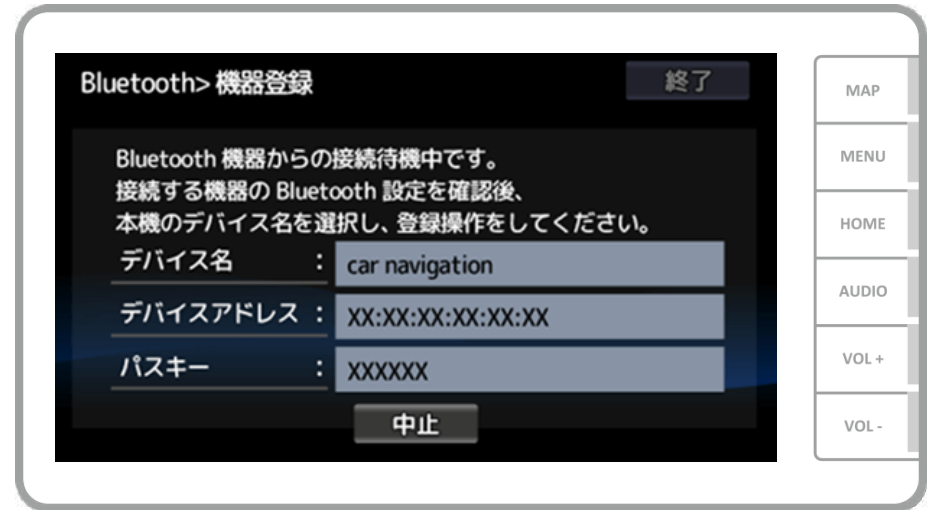 Bluetooth> 機器登録
終了
Bluetooth 機器からの接続待機中です。
接続する機器の Bluetooth 設定を確認後、
本機のデバイス名を選択し、登録操作をしてください。
デバイス名 : car navigation
デバイスアドレス : XX:XX:XX:XX:XX:XX
パスキー : XXXXXX
中止
MAP
MENU
HOME
AUDIO
VOL +
VOL -